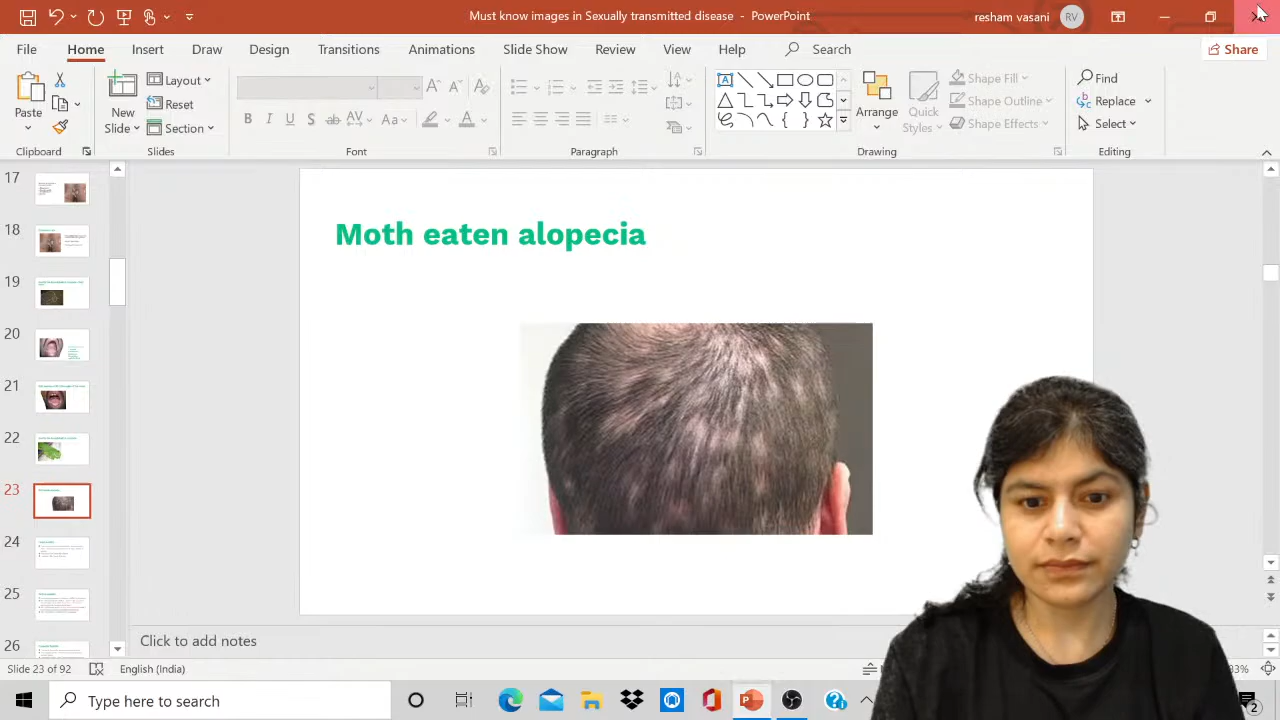 Must know images in Sexually transmitted disease - PowerPoint
resham vasani
RV
File
Home
Insert
Draw
Design
Transitions
Animations
Slide Show
Review
View
Help
Search
Share
Paste
New
Slide
Layout
Reset
Section
Arrange
Quick
Styles
Shape Fill
Shape Outline
Shape Effects
Find
Replace
Select
Clipboard
Slides
Font
Paragraph
Drawing
Editing
17
18
19
20
21
22
23
24
25
26
Moth eaten alopecia
Click to add notes
Slide 23 of 92
English (India)
Type here to search
2